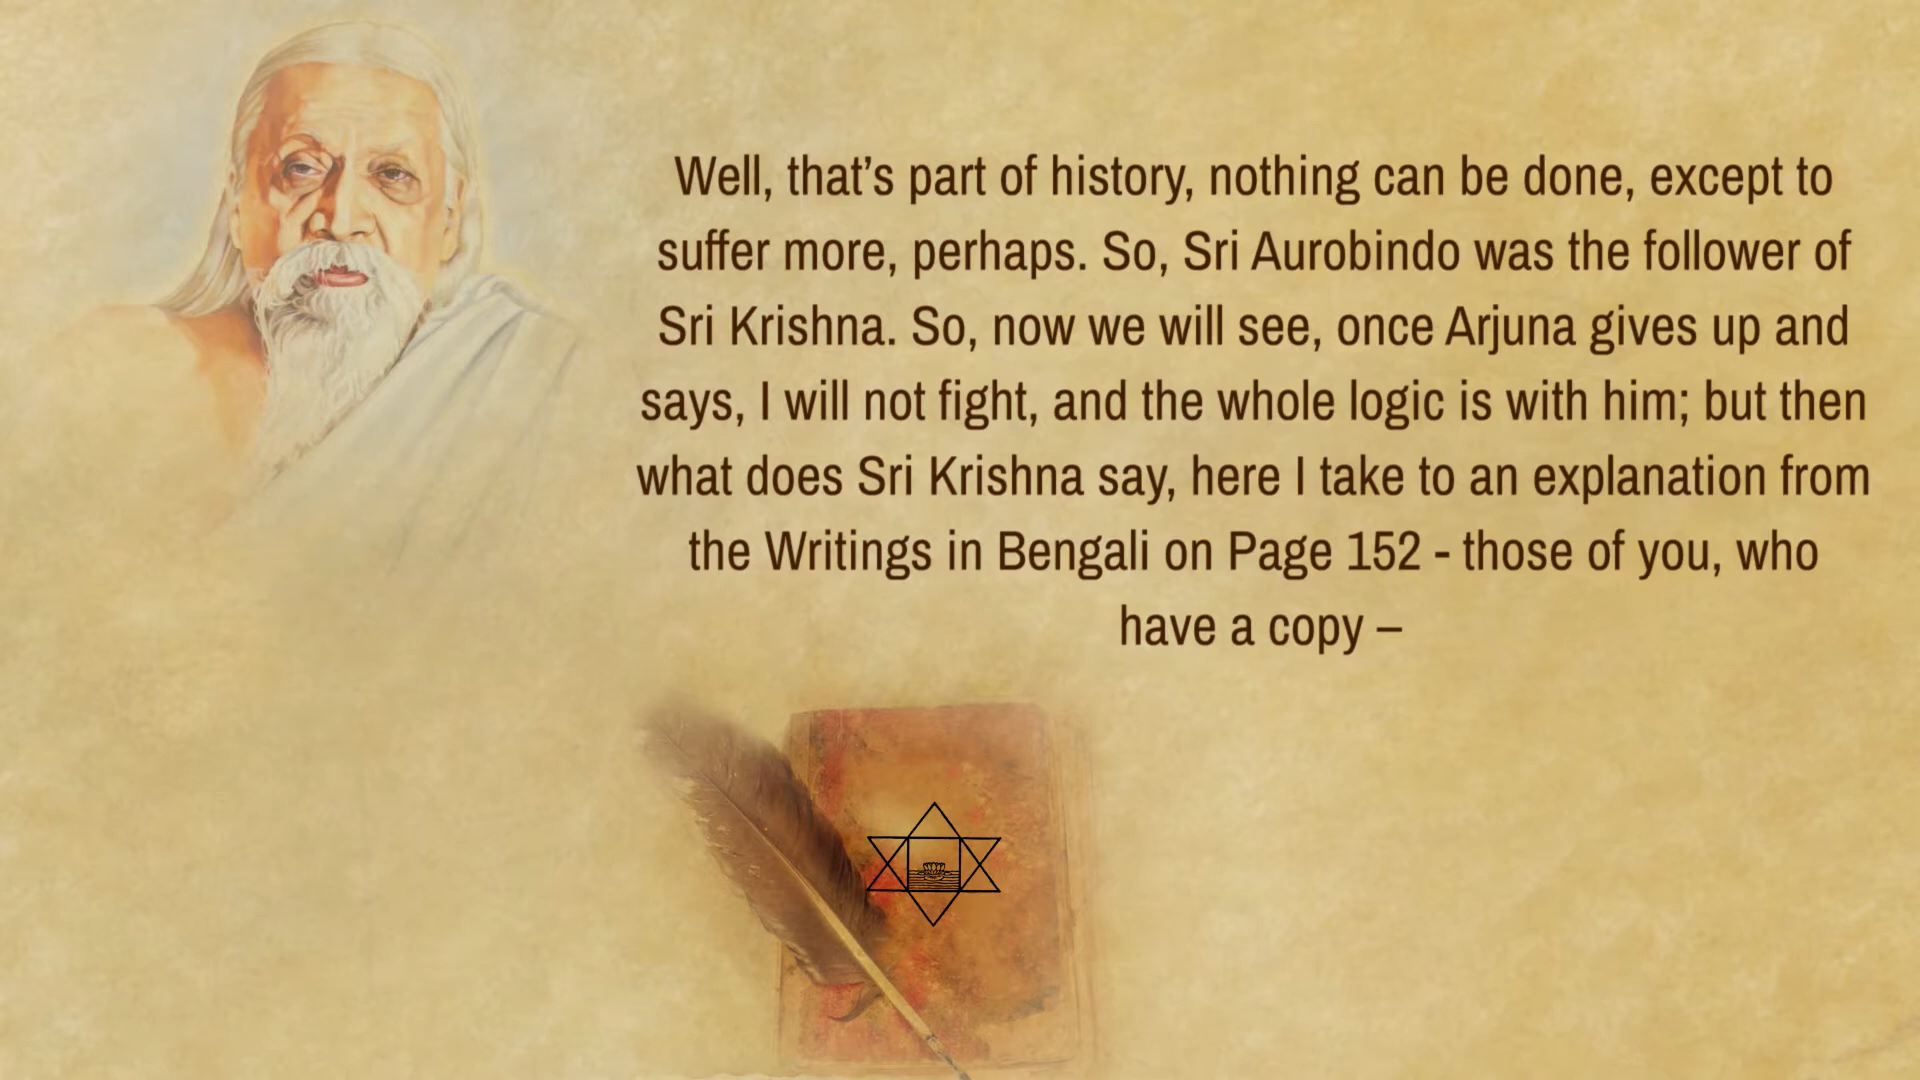 Well, that’s part of history, nothing can be done, except to
suffer more, perhaps. So, Sri Aurobindo was the follower of
Sri Krishna. So, now we will see, once Arjuna gives up and
says, I will not fight, and the whole logic is with him; but then
what does Sri Krishna say, here I take to an explanation from
the Writings in Bengali on Page 152 - those of you, who
have a copy –